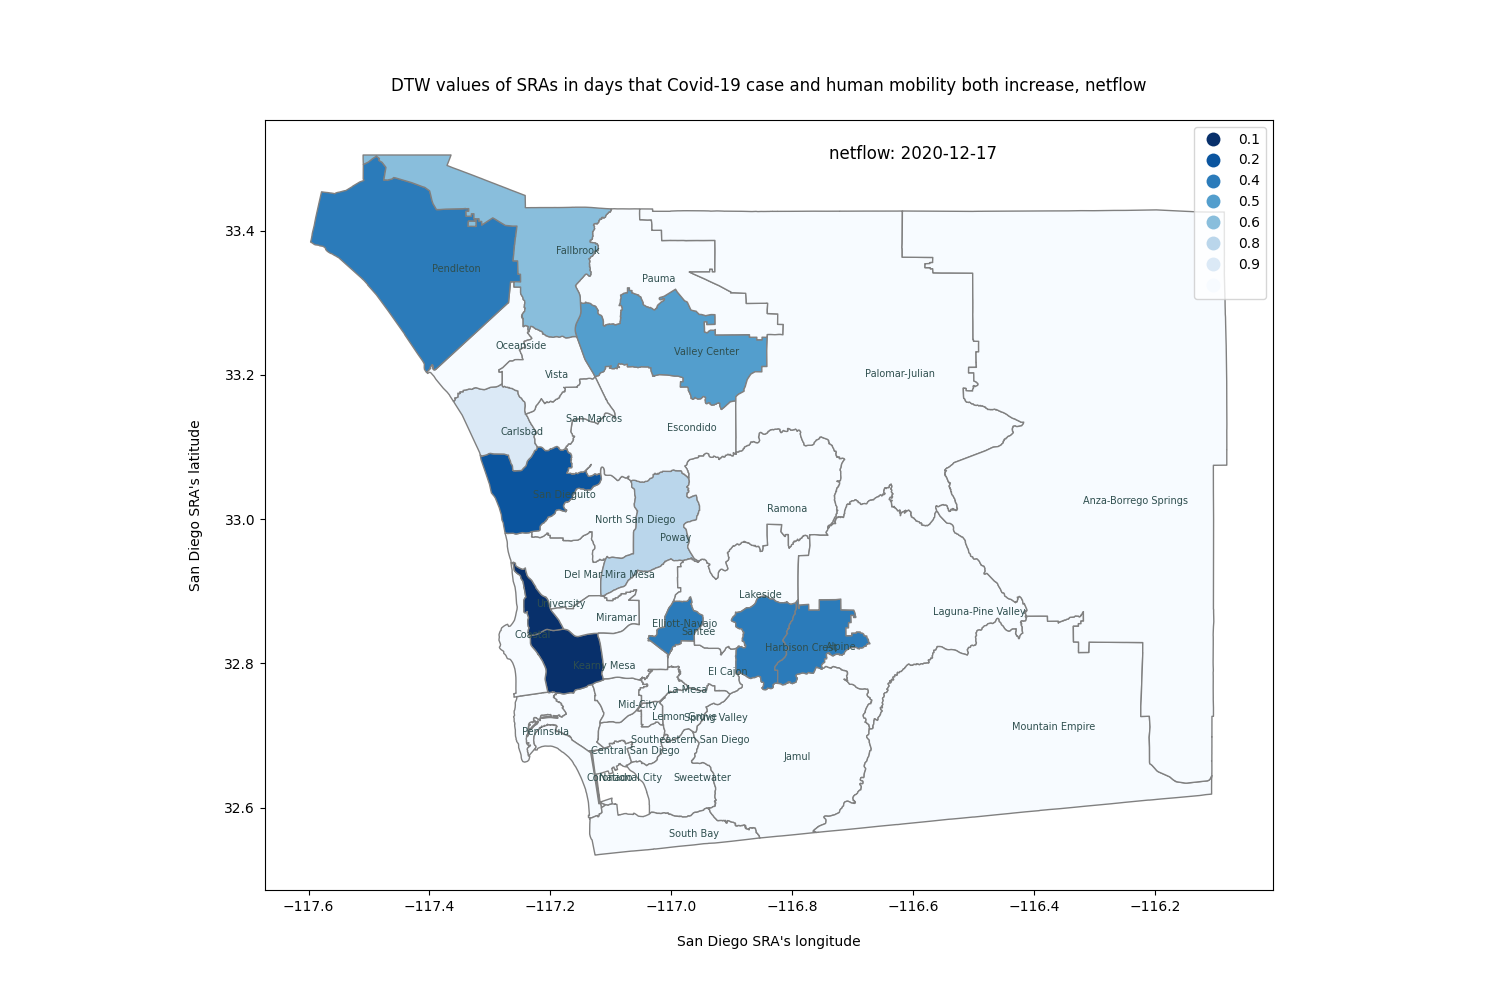 DTW values of SRAs in days that Covid-19 case and human mobility both increase, netflow
netflow: 2020-12-17
0.1
0.2
0.4
0.5
0.6
0.8
0.9
33.4
33.2
33.0
32.8
32.6
San Diego SRA's latitude
Fallbrook
Pendleton
Pauma
Oceanside
Valley Center
Vista
Palomar-Julian
San Marcos
Escondido
Carlsbad
Anza-Borrego Springs
Ramona
North San Diego
Poway
Del Mar-Mira Mesa
Lakeside
University
Laguna-Pine Valley
Miramar
Elliott-Navajo
Santee
Coastal
Harbison Crest
Alpine
Kearny Mesa
El Cajon
La Mesa
Mid-City
Lemon Grove
Spring Valley
Mountain Empire
Peninsula
Southeastern San Diego
Central San Diego
Jamul
Coronado
National City
Sweetwater
South Bay
−117.6
−117.4
−117.2
−117.0
−116.8
−116.6
−116.4
−116.2
San Diego SRA's longitude